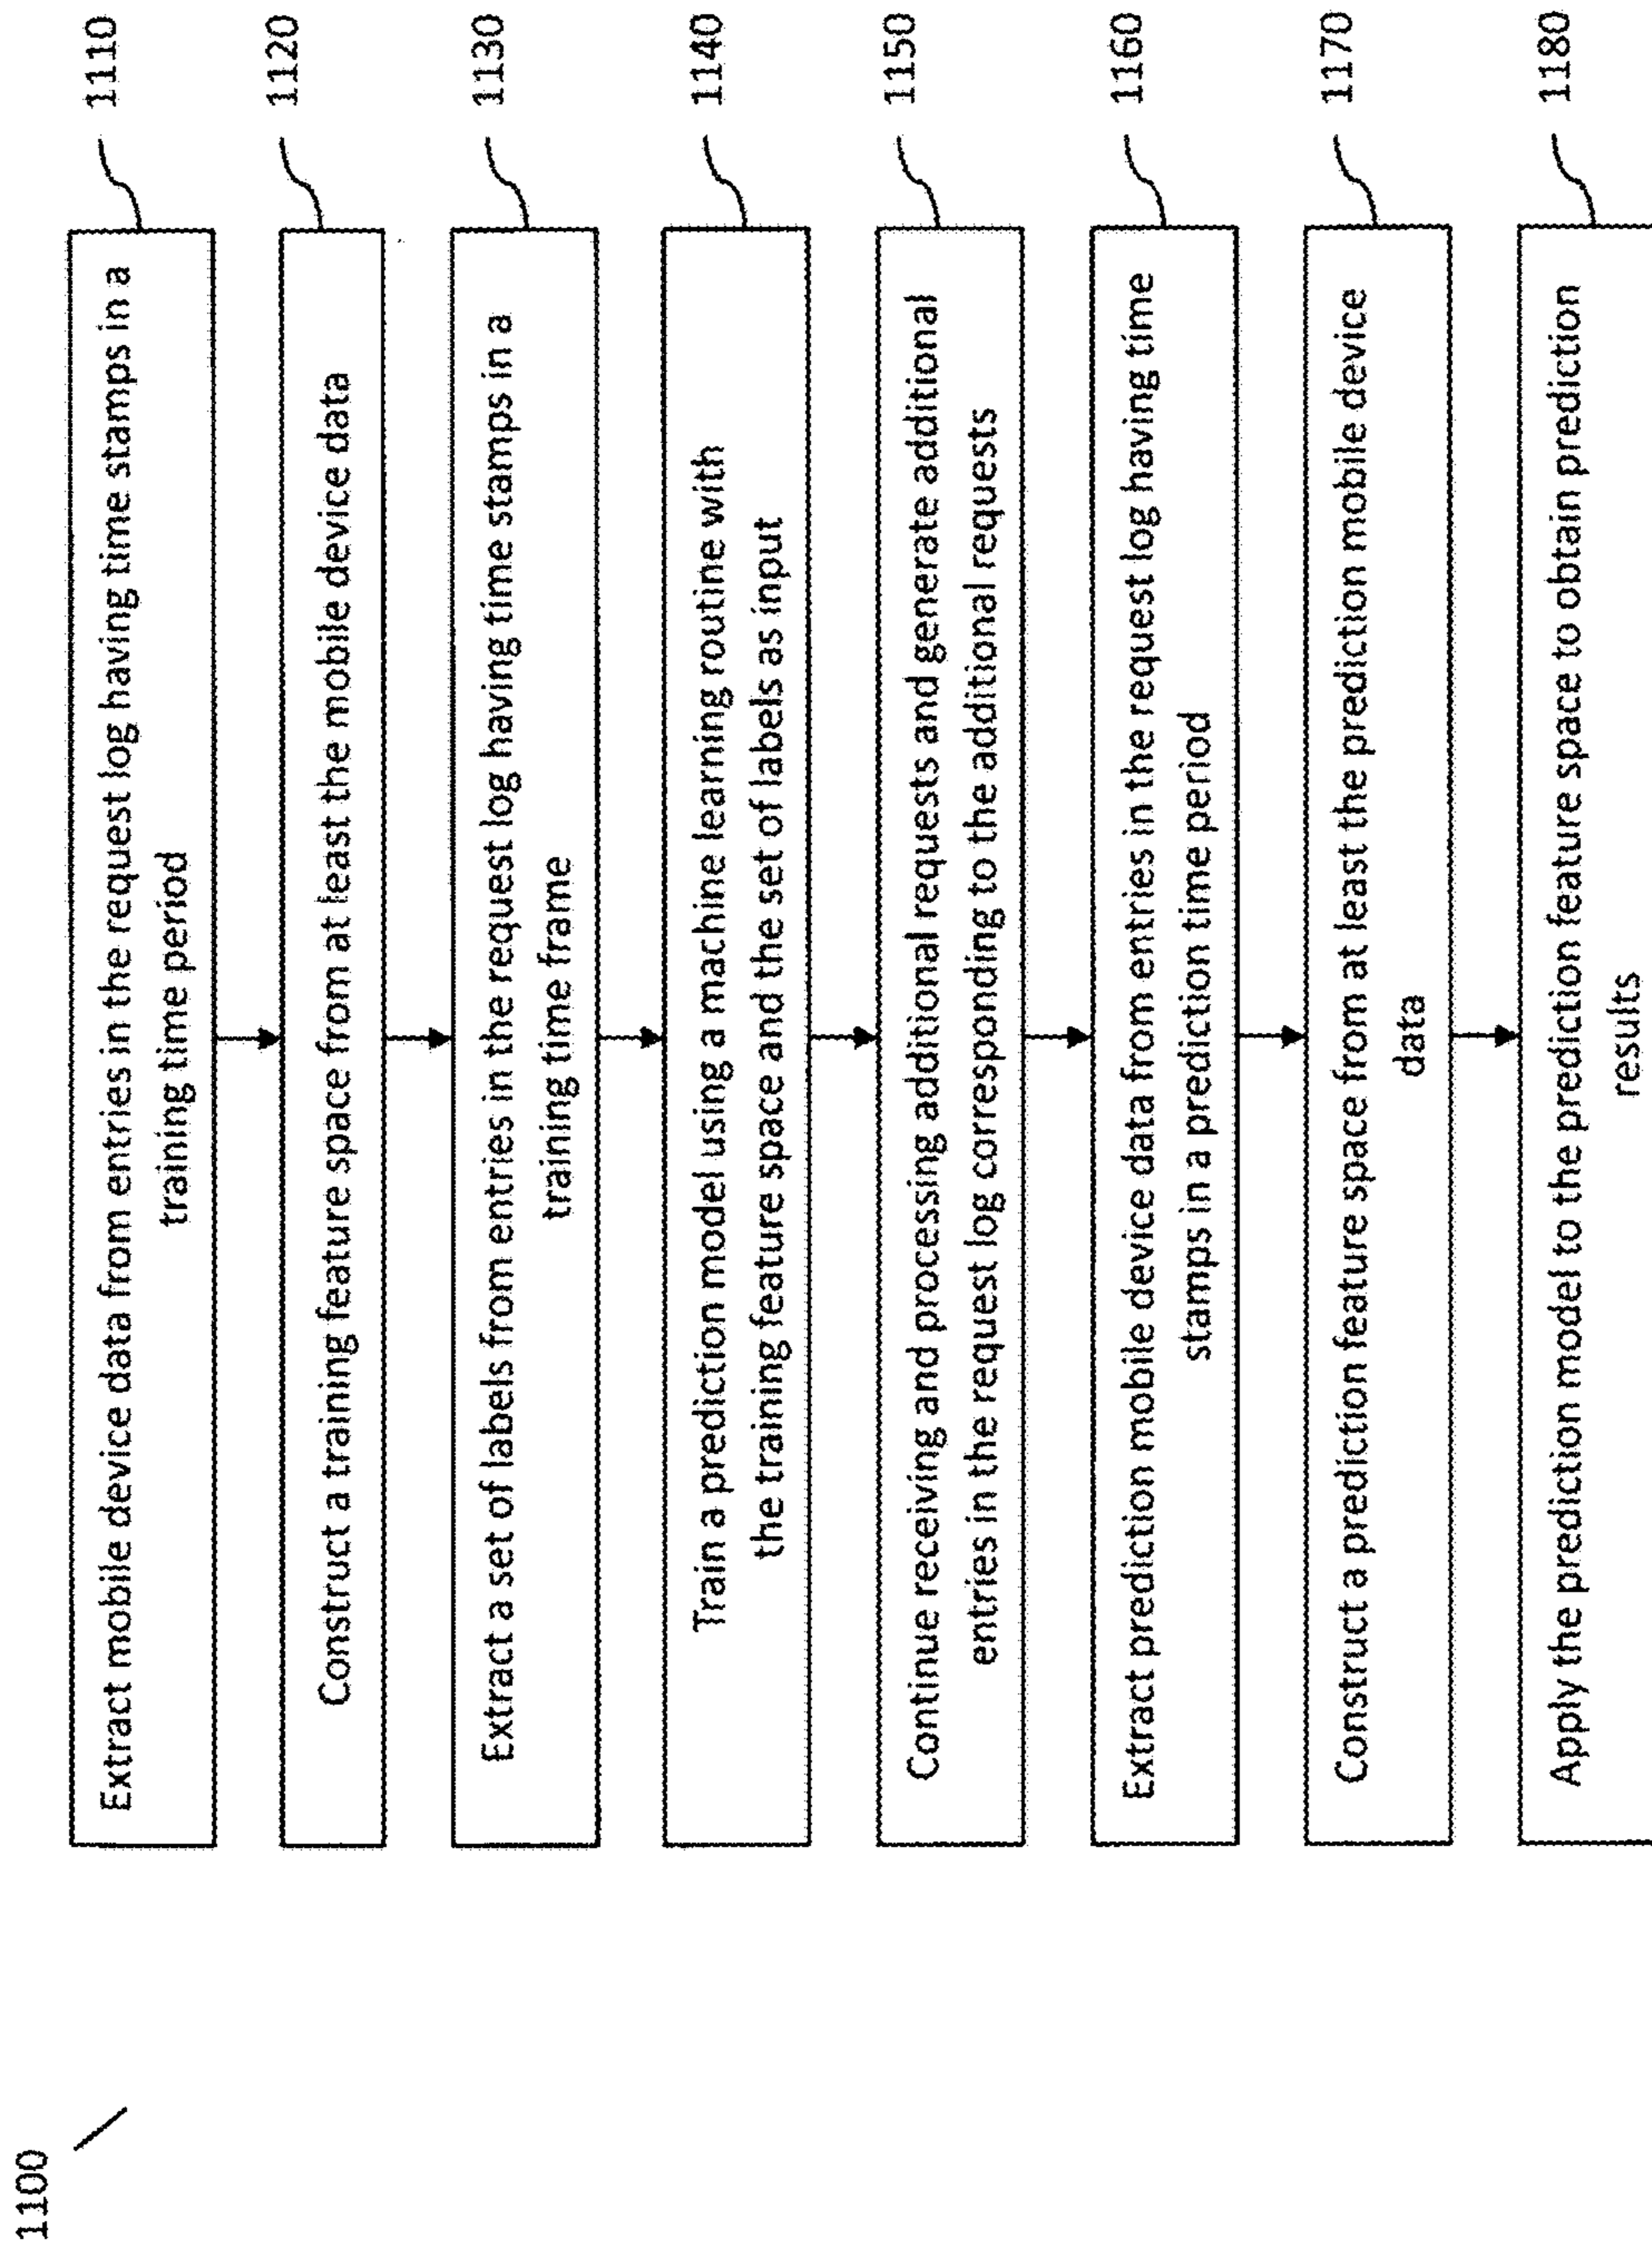 1100
Extract mobile device data from entries in the request log having time stamps in a
training time period
1110
Construct a training feature space from at least the mobile device data
1120
Extract a set of labels from entries in the request log having time stamps in a
training time frame
1130
Train a prediction model using a machine learning routine with
the training feature space and the set of labels as input
1140
Continue receiving and processing additional requests and generate additional
entries in the request log corresponding to the additional requests
1150
Extract prediction mobile device data from entries in the request log having time
stamps in a prediction time period
1160
Construct a prediction feature space from at least the prediction mobile device
data
1170
Apply the prediction model to the prediction feature space to obtain prediction
results
1180